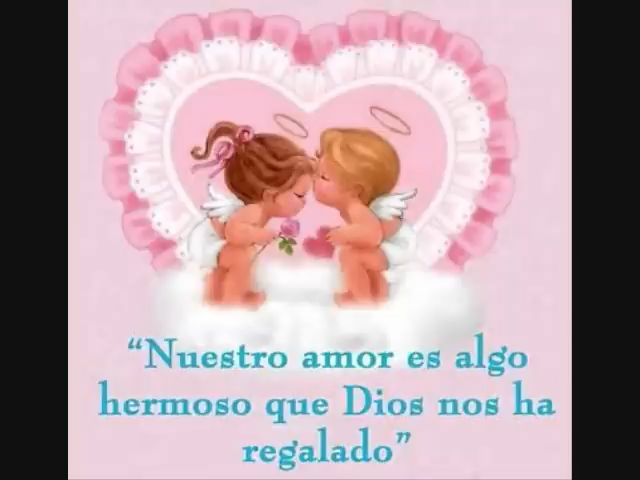 “Nuestro amor es algo
hermoso que Dios nos ha
regalado”